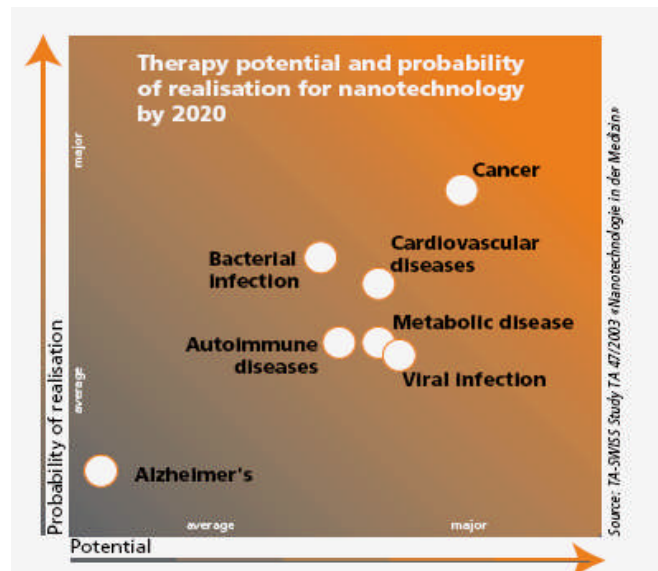 Therapy potential and probability
of realisation for nanotechnology
by 2020
major
Cancer
Cardiovascular
diseases
Bacterial
infection
Metabolic disease
Autoimmune
diseases
Viral infection
average
Alzheimer's
average
major
Probability of realisation
Potential
Source: TA-SWISS Study TA 47/2003 «Nanotechnologie in der Medizin»